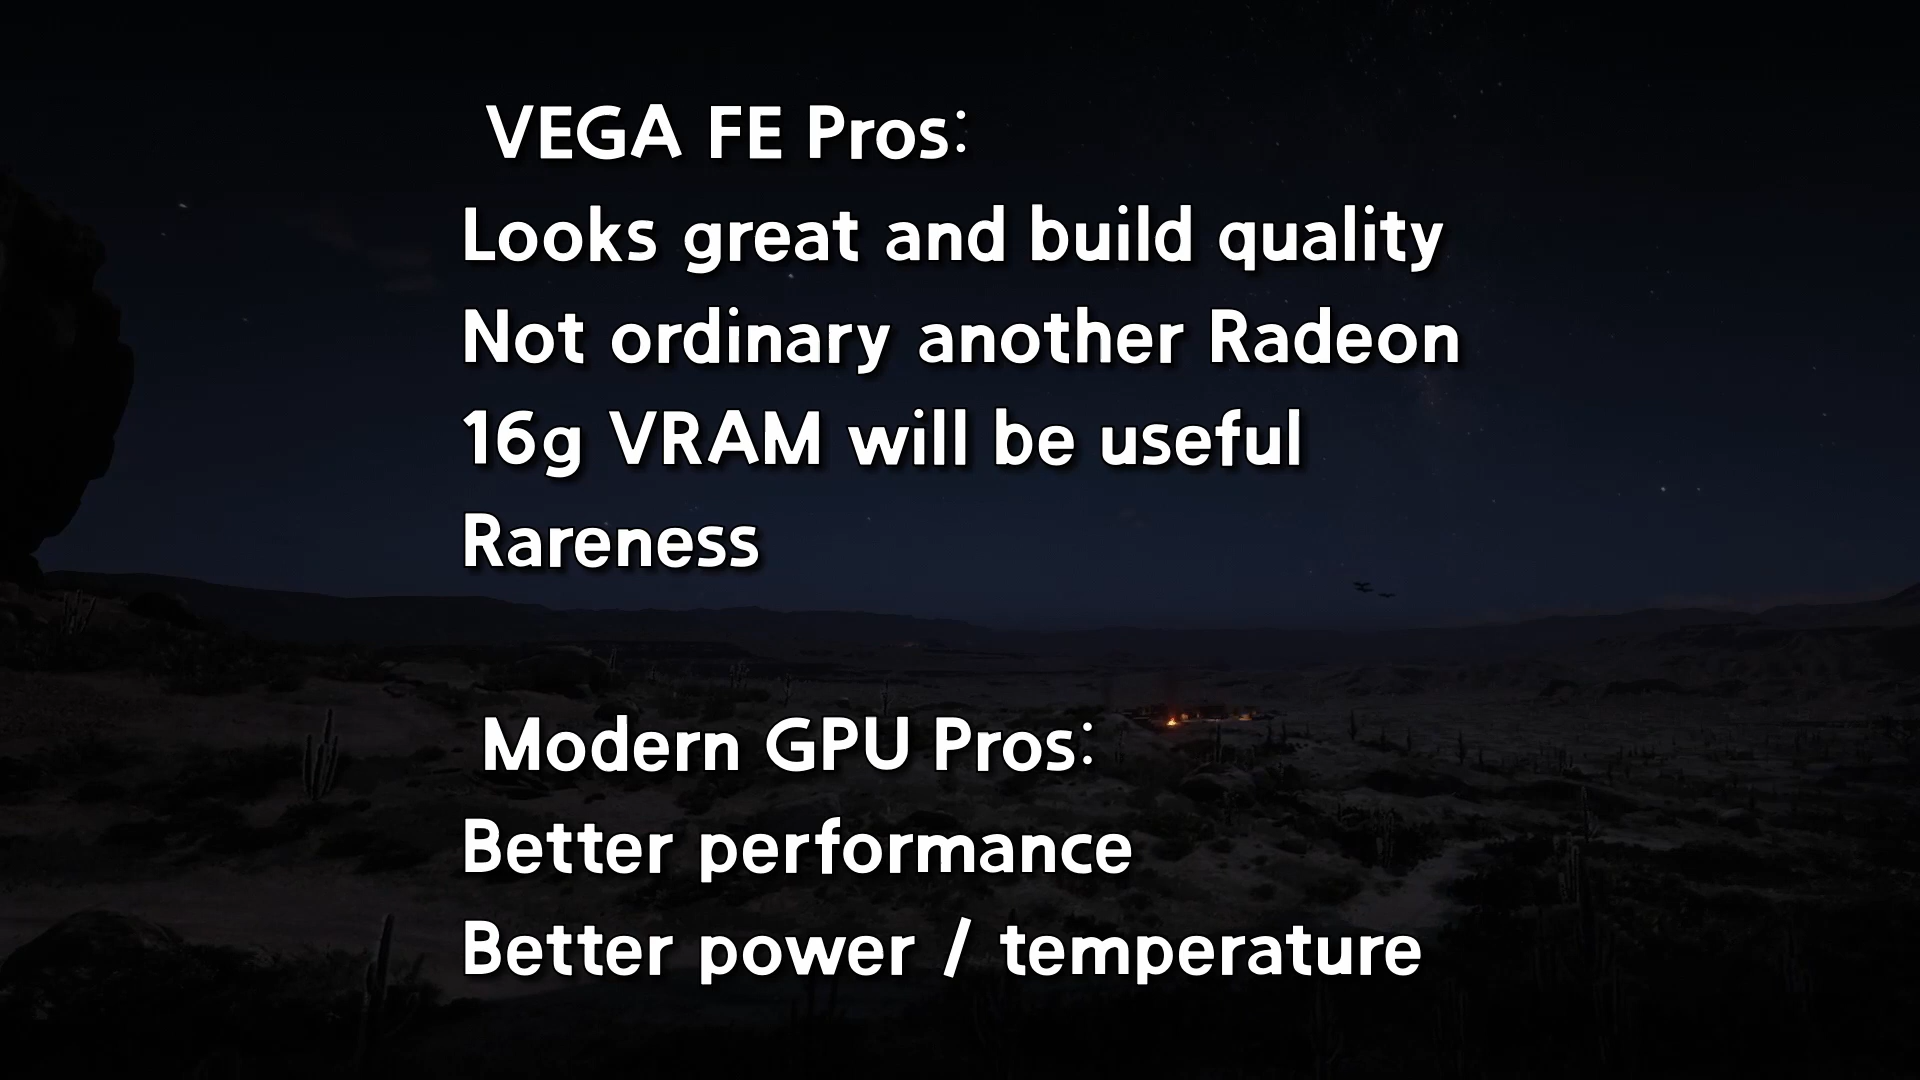 VEGA FE Pros:
Looks great and build quality
Not ordinary another Radeon
16g VRAM will be useful
Rareness
Modern GPU Pros:
Better performance
Better power / temperature